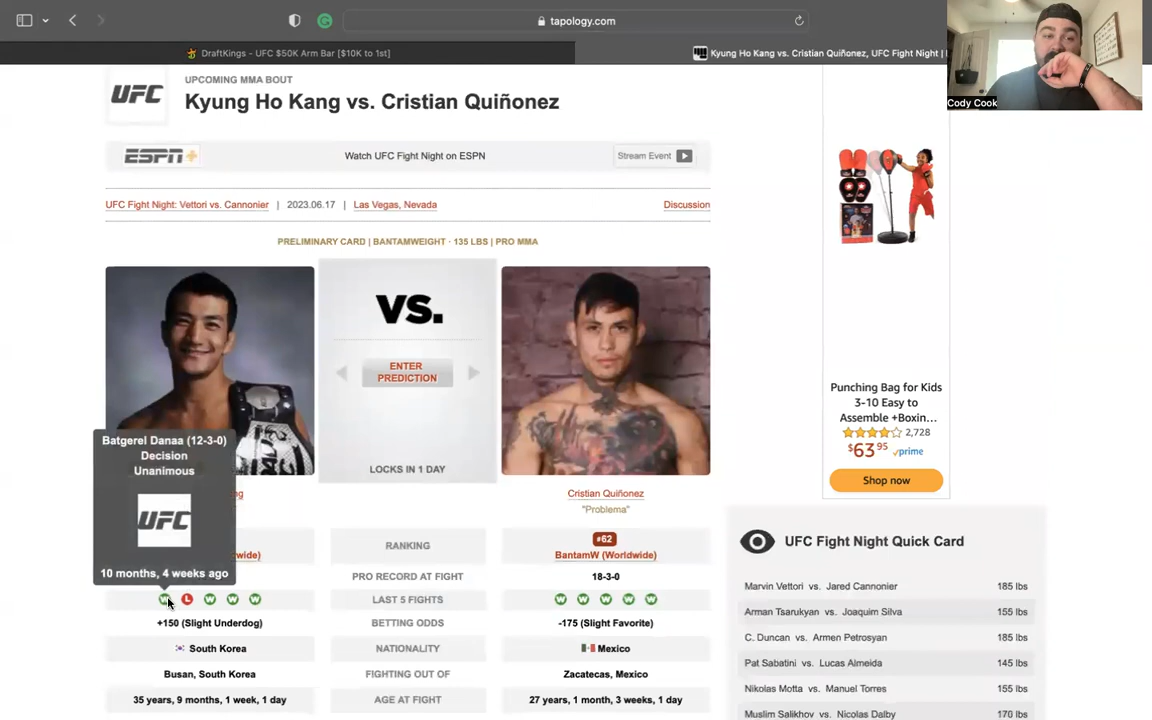 tapology.com
DraftKings - UFC $50K Arm Bar [$10K to 1st]
Kyung Ho Kang vs. Cristian Quiñonez, UFC Fight Night |
Cody Cook
UFC
UPCOMING MMA BOUT
Kyung Ho Kang vs. Cristian Quiñonez
ESPN+
Watch UFC Fight Night on ESPN
Stream Event
UFC Fight Night: Vettori vs. Cannonier | 2023.06.17 | Las Vegas, Nevada
Discussion
PRELIMINARY CARD | BANTAMWEIGHT · 135 LBS | PRO MMA
VS.
ENTER
PREDICTION
LOCKS IN 1 DAY
Batgerel Danaa (12-3-0)
Decision
Unanimous
UFC
10 months, 4 weeks ago
Cristian Quiñonez
"Problema"
RANKING
#62
BantamW (Worldwide)
PRO RECORD AT FIGHT
18-3-0
W L W W W
LAST 5 FIGHTS
W W W W W
+150 (Slight Underdog)
BETTING ODDS
-175 (Slight Favorite)
South Korea
NATIONALITY
Mexico
Busan, South Korea
FIGHTING OUT OF
Zacatecas, Mexico
35 years, 9 months, 1 week, 1 day
AGE AT FIGHT
27 years, 1 month, 3 weeks, 1 day
Punching Bag for Kids
3-10 Easy to
Assemble +Boxin...
2,728
$63.95 prime
Shop now
UFC Fight Night Quick Card
Marvin Vettori vs. Jared Cannonier 185 lbs
Arman Tsarukyan vs. Joaquim Silva 155 lbs
C. Duncan vs. Armen Petrosyan 185 lbs
Pat Sabatini vs. Lucas Almeida 145 lbs
Nikolas Motta vs. Manuel Torres 155 lbs
Muslim Salikhov vs. Nicolas Dalby 170 lbs